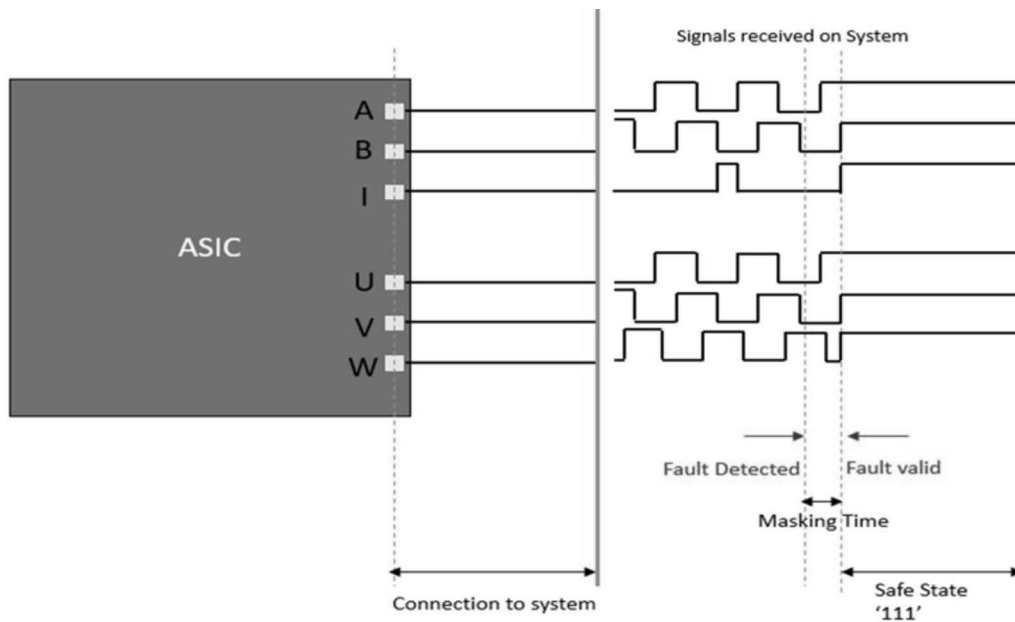 Signals received on System
A
B
I
ASIC
U
V
W
Fault Detected
Fault valid
Masking Time
Connection to system
Safe State
'111'